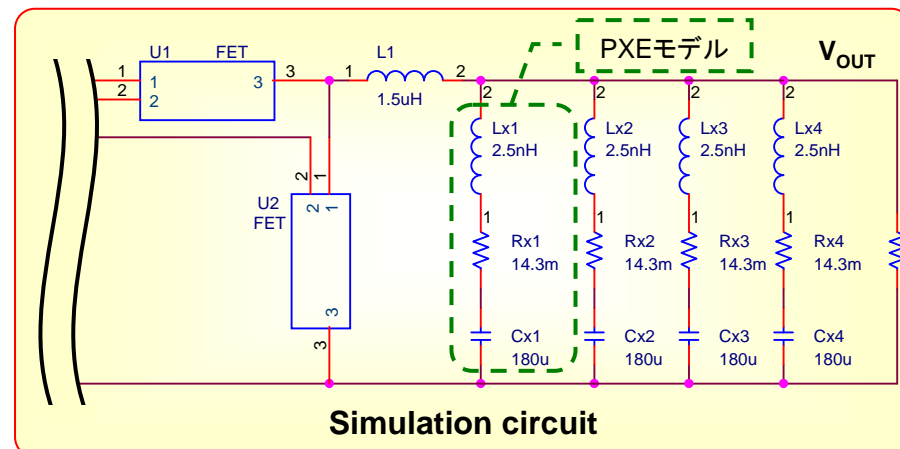 U1 FET
1
2
1
2
3
3
L1
1 2
1.5uH
PXEモデル
VOUT
2 1
2 1
U2
FET
3
3
2
Lx1
2.5nH
1
Rx1
14.3m
Cx1
180u
2
Lx2
2.5nH
1
Rx2
14.3m
Cx2
180u
2
Lx3
2.5nH
1
Rx3
14.3m
Cx3
180u
2
Lx4
2.5nH
1
Rx4
14.3m
Cx4
180u
Simulation circuit